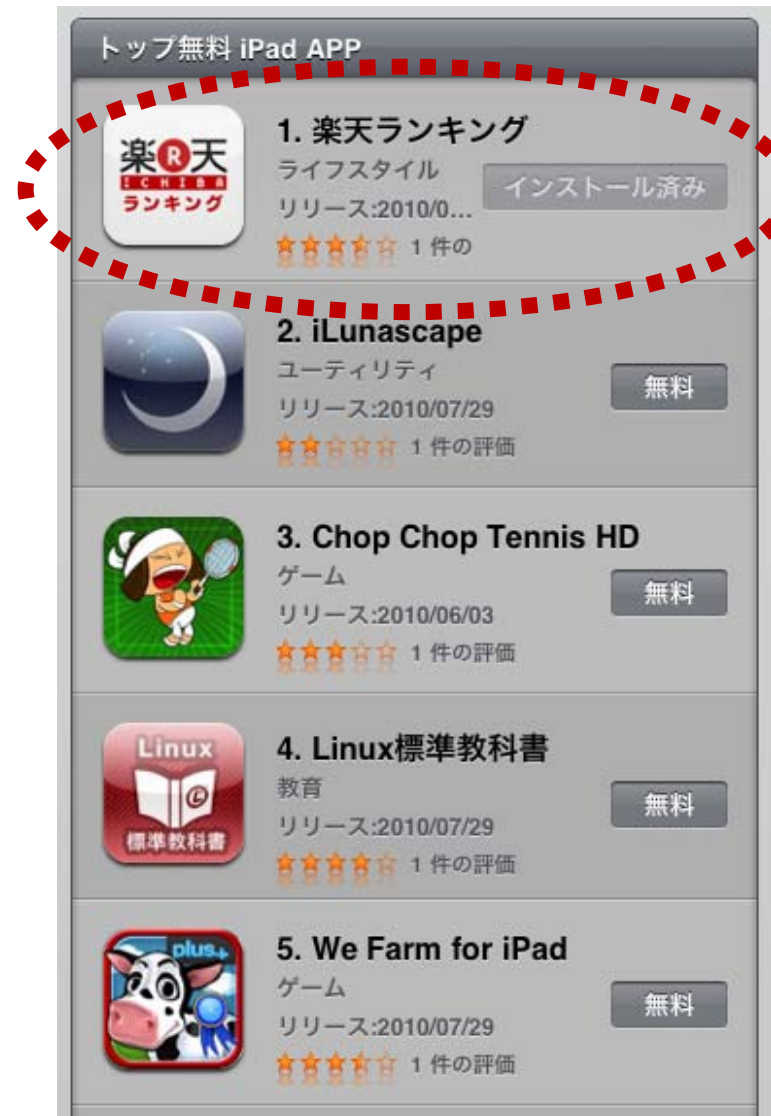 トップ無料 iPad APP
楽R天
ICHIBA
ランキング
1. 楽天ランキング
ライフスタイル
リリース:2010/0...
1 件の
インストール済み
2. iLunascape
ユーティリティ
リリース:2010/07/29
1 件の評価
無料
3. Chop Chop Tennis HD
ゲーム
リリース:2010/06/03
1 件の評価
無料
Linux
標準教科書
4. Linux標準教科書
教育
リリース:2010/07/29
1 件の評価
無料
plus+
5. We Farm for iPad
ゲーム
リリース:2010/07/29
1 件の評価
無料